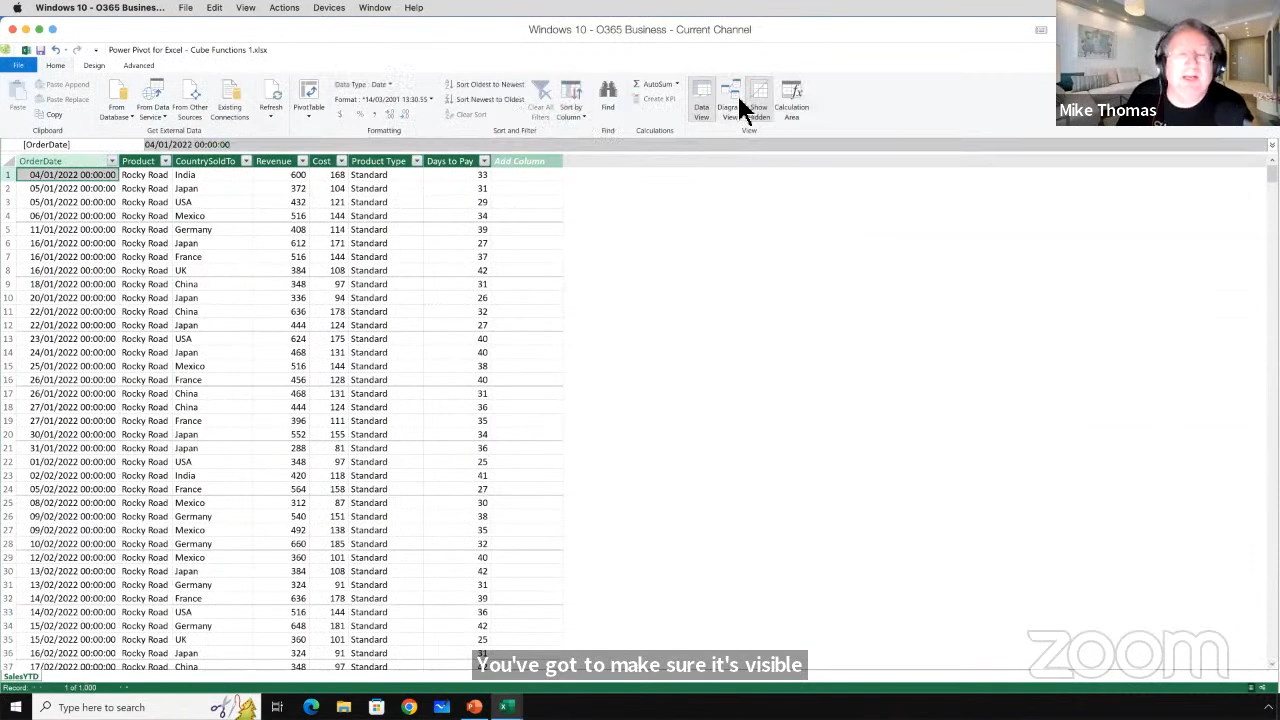 Windows 10 - O365 Busines... File Edit View Actions Devices Window Help
Windows 10 - O365 Business - Current Channel
Power Pivot for Excel - Cube Functions 1.xlsx
File Home Design Advanced
Paste Paste Append Paste Replace Copy
Clipboard
From Database From Data Service From Other Sources Existing Connections
Get External Data
Refresh PivotTable
Data Type : Date
Format : *14/03/2001 13:30:55
$ %
Formatting
Sort Oldest to Newest
Sort Newest to Oldest
Clear Sort
Clear All Filters Sort by Column
Sort and Filter
Find
Find
AutoSum
Create KPI
Calculations
Data View Calculation Area
View
Mike Thomas
[OrderDate] 04/01/2022 00:00:00
OrderDate Product CountrySoldTo Revenue Cost Product Type Days to Pay Add Column
1 04/01/2022 00:00:00 Rocky Road India 600 168 Standard 33
2 05/01/2022 00:00:00 Rocky Road Japan 372 104 Standard 31
3 05/01/2022 00:00:00 Rocky Road USA 432 121 Standard 29
4 06/01/2022 00:00:00 Rocky Road Mexico 516 144 Standard 34
5 11/01/2022 00:00:00 Rocky Road Germany 408 114 Standard 39
6 16/01/2022 00:00:00 Rocky Road Japan 612 171 Standard 27
7 16/01/2022 00:00:00 Rocky Road France 516 144 Standard 37
8 16/01/2022 00:00:00 Rocky Road UK 384 108 Standard 42
9 18/01/2022 00:00:00 Rocky Road China 348 97 Standard 31
10 20/01/2022 00:00:00 Rocky Road Japan 336 94 Standard 26
11 22/01/2022 00:00:00 Rocky Road China 636 178 Standard 32
12 22/01/2022 00:00:00 Rocky Road Japan 444 124 Standard 27
13 23/01/2022 00:00:00 Rocky Road USA 624 175 Standard 40
14 24/01/2022 00:00:00 Rocky Road Japan 468 131 Standard 40
15 25/01/2022 00:00:00 Rocky Road Mexico 516 144 Standard 38
16 26/01/2022 00:00:00 Rocky Road France 456 128 Standard 40
17 26/01/2022 00:00:00 Rocky Road China 468 131 Standard 31
18 27/01/2022 00:00:00 Rocky Road China 444 124 Standard 36
19 27/01/2022 00:00:00 Rocky Road France 396 111 Standard 35
20 30/01/2022 00:00:00 Rocky Road Japan 552 155 Standard 34
21 31/01/2022 00:00:00 Rocky Road Japan 288 81 Standard 36
22 01/02/2022 00:00:00 Rocky Road USA 348 97 Standard 25
23 02/02/2022 00:00:00 Rocky Road India 420 118 Standard 41
24 05/02/2022 00:00:00 Rocky Road France 564 158 Standard 27
25 08/02/2022 00:00:00 Rocky Road Mexico 312 87 Standard 30
26 09/02/2022 00:00:00 Rocky Road Germany 540 151 Standard 38
27 09/02/2022 00:00:00 Rocky Road Mexico 492 138 Standard 35
28 10/02/2022 00:00:00 Rocky Road Germany 660 185 Standard 32
29 12/02/2022 00:00:00 Rocky Road Mexico 360 101 Standard 40
30 13/02/2022 00:00:00 Rocky Road Japan 384 108 Standard 42
31 13/02/2022 00:00:00 Rocky Road Germany 324 91 Standard 31
32 14/02/2022 00:00:00 Rocky Road France 636 178 Standard 39
33 14/02/2022 00:00:00 Rocky Road USA 516 144 Standard 36
34 15/02/2022 00:00:00 Rocky Road Germany 648 181 Standard 42
35 15/02/2022 00:00:00 Rocky Road UK 360 101 Standard 25
36 16/02/2022 00:00:00 Rocky Road Japan 324 91 Standard
37 17/02/2022 00:00:00 Rocky Road China 348 97 Standard
You've got to make sure it's visible
zoom
SalesYTD
Record: 1 of 1,000
Type here to search